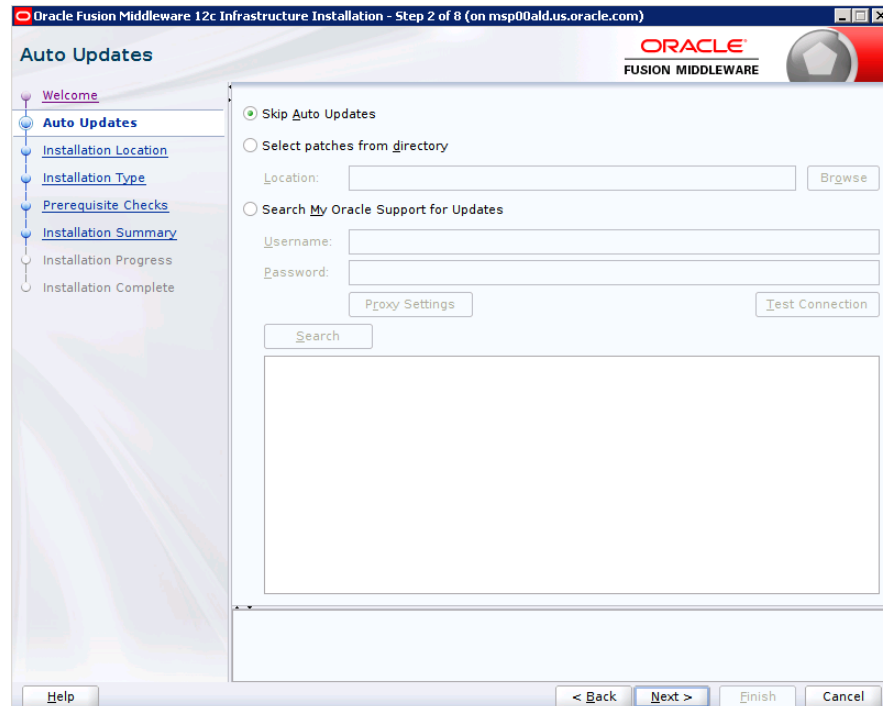 Oracle Fusion Middleware 12c Infrastructure Installation - Step 2 of 8 (on msp00ald.us.oracle.com)
Auto Updates
ORACLE
FUSION MIDDLEWARE
Welcome
Auto Updates
Installation Location
Installation Type
Prerequisite Checks
Installation Summary
Installation Progress
Installation Complete
Skip Auto Updates
Select patches from directory
Location:
Browse
Search My Oracle Support for Updates
Username:
Password:
Proxy Settings
Test Connection
Search
Help
< Back
Next >
Finish
Cancel